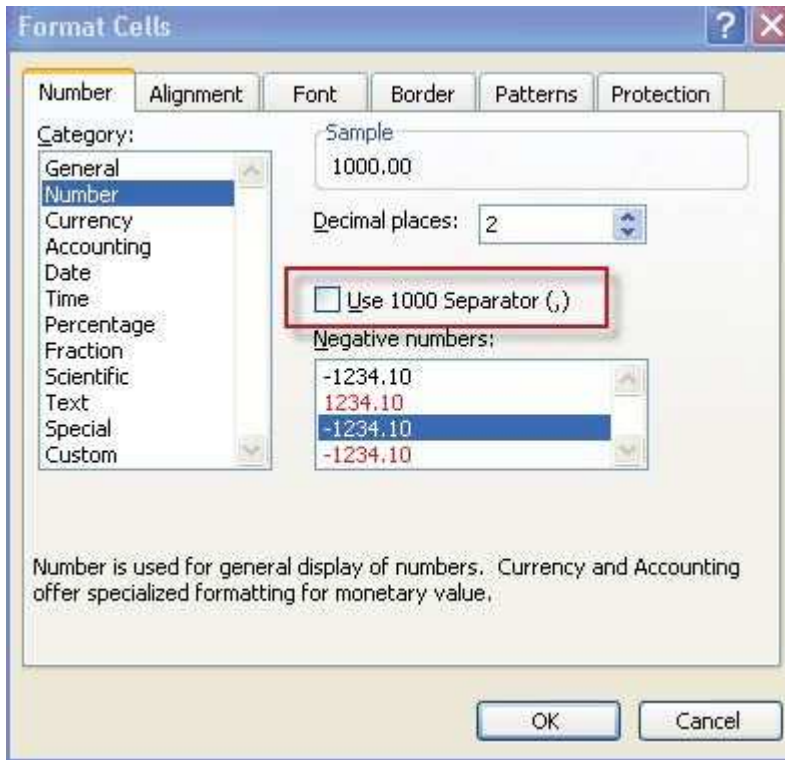 Format Cells
Number Alignment Font Border Patterns Protection
Category:
General
Number
Currency
Accounting
Date
Time
Percentage
Fraction
Scientific
Text
Special
Custom
Sample
1000.00
Decimal places: 2
Use 1000 Separator (,)
Negative numbers:
-1234.10
1234.10
-1234.10
-1234.10
Number is used for general display of numbers. Currency and Accounting
offer specialized formatting for monetary value.
OK Cancel